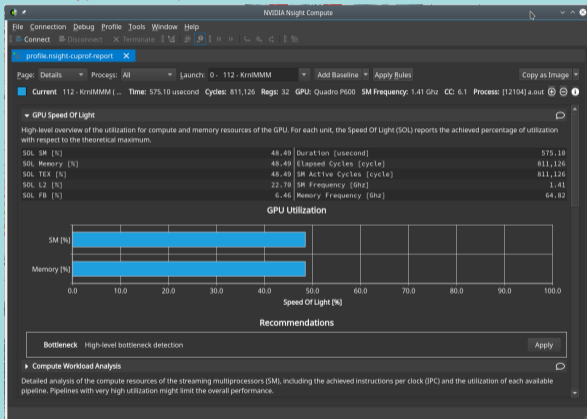 NVIDIA Nsight Compute
File Connection Debug Profile Tools Window Help
Connect Disconnect Terminate
profile.nsight-cuprof-report X
Page: Details Process: All Launch: 0 - 112 - KrnlMMM Add Baseline Apply Rules Copy as Image
Current 112 - KrnlMMM ( ... Time: 575.10 usecond Cycles: 811,126 Regs: 32 GPU: Quadro P600 SM Frequency: 1.41 Ghz CC: 6.1 Process: [12104] a.out
GPU Speed Of Light
High-level overview of the utilization for compute and memory resources of the GPU. For each unit, the Speed Of Light (SOL) reports the achieved percentage of utilization
with respect to the theoretical maximum.
SOL SM [%] 48.49 Duration [usecond] 575.10
SOL Memory [%] 48.49 Elapsed Cycles [cycle] 811,126
SOL TEX [%] 48.49 SM Active Cycles [cycle] 811,126
SOL L2 [%] 22.70 SM Frequency [Ghz] 1.41
SOL FB [%] 6.46 Memory Frequency [Ghz] 64.82
GPU Utilization
SM [%]
Memory [%]
0.0 10.0 20.0 30.0 40.0 50.0 60.0 70.0 80.0 90.0 100.0
Speed Of Light [%]
Recommendations
Bottleneck High-level bottleneck detection Apply
Compute Workload Analysis
Detailed analysis of the compute resources of the streaming multiprocessors (SM), including the achieved instructions per clock (IPC) and the utilization of each available
pipeline. Pipelines with very high utilization might limit the overall performance.